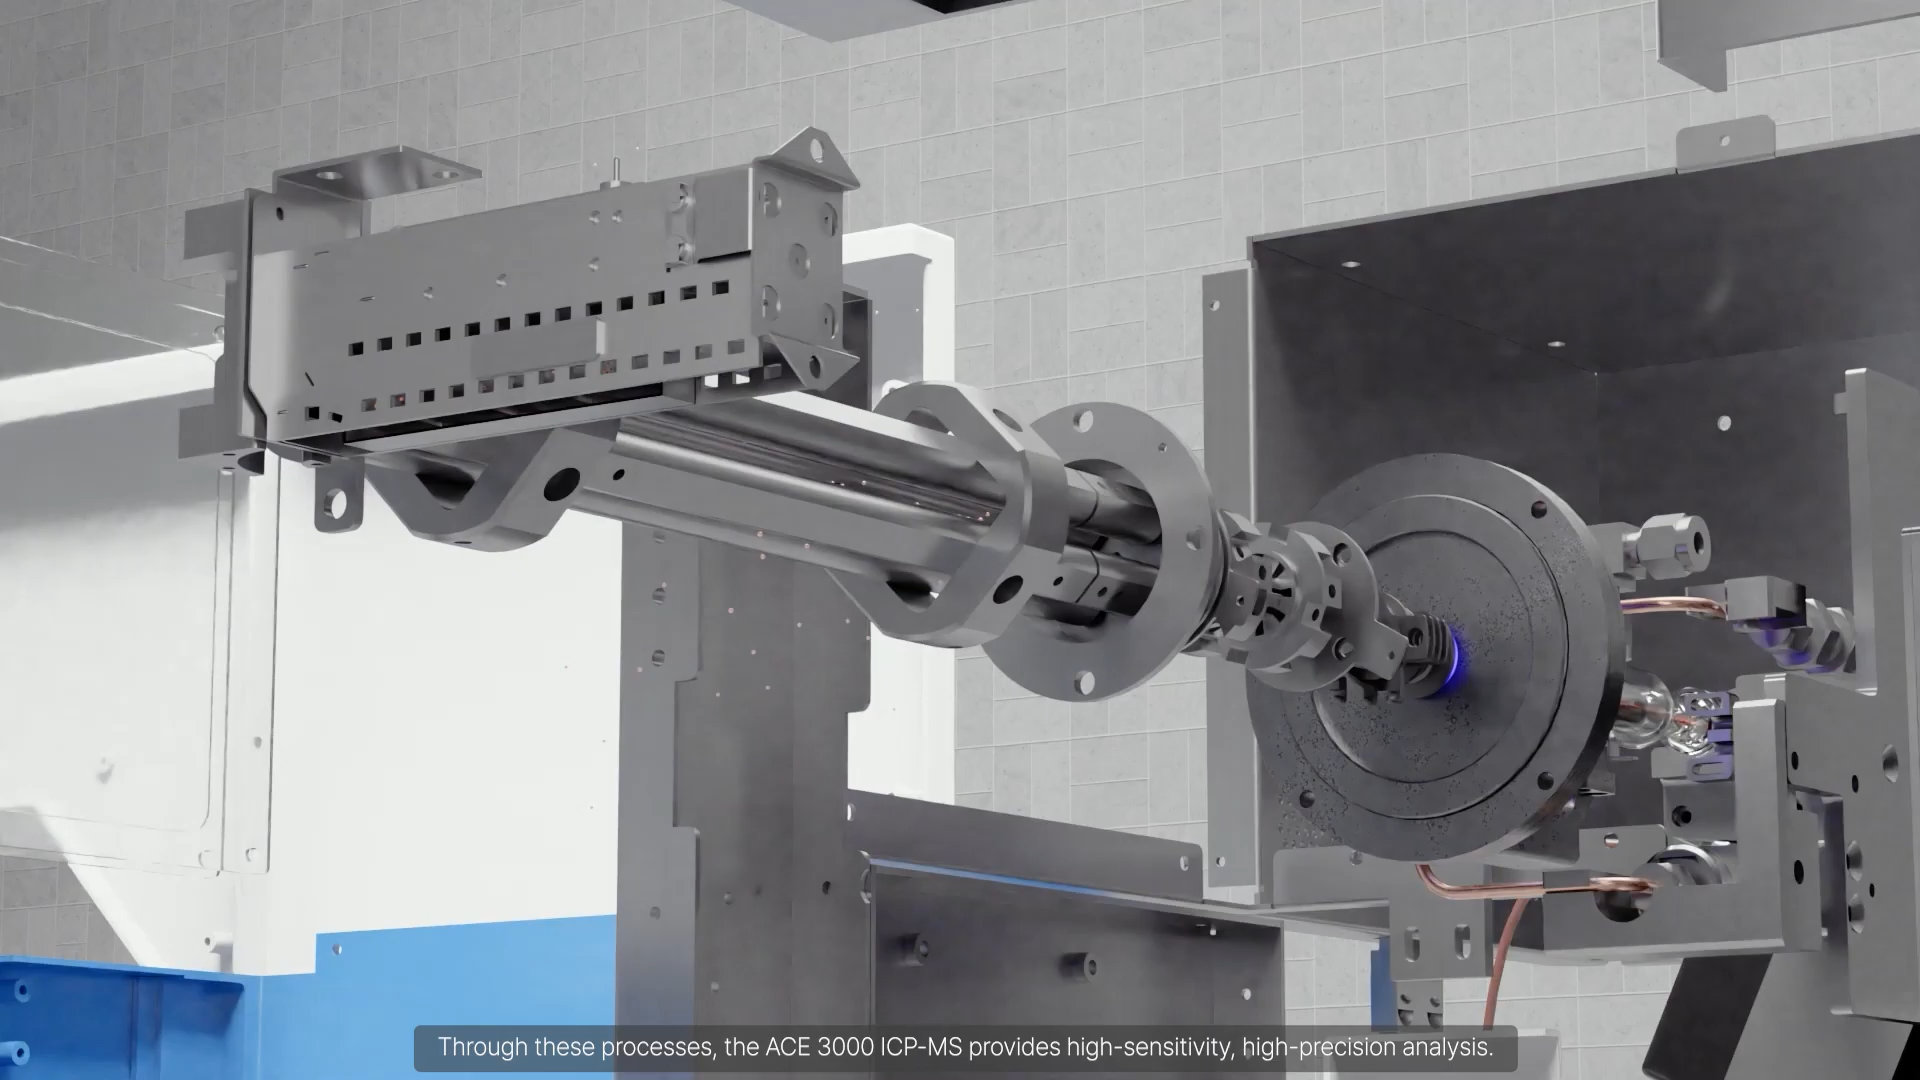 Through these processes, the ACE 3000 ICP-MS provides high-sensitivity, high-precision analysis.